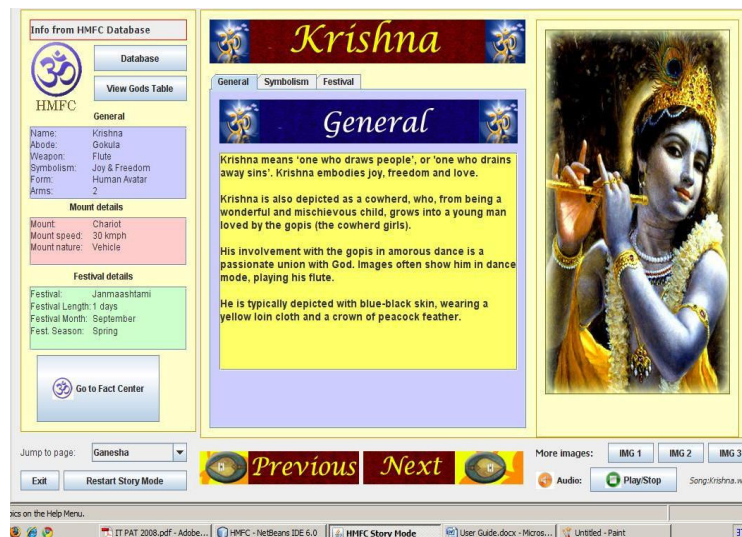 Info from HMFC Database
Database
View Gods Table
HMFC
General
Name: Krishna
Abode: Gokula
Weapon: Flute
Symbolism: Joy & Freedom
Form: Human Avatar
Arms: 2
Mount details
Mount: Chariot
Mount speed: 30 kmph
Mount nature: Vehicle
Festival details
Festival: Janmaashtami
Festival Length: 1 days
Festival Month: September
Fest. Season: Spring
Go to Fact Center
Jump to page: Ganesha
Exit
Restart Story Mode
Krishna
General Symbolism Festival
General
Krishna means ‘one who draws people’, or 'one who drains
away sins’. Krishna embodies joy, freedom and love.
Krishna is also depicted as a cowherd, who, from being a
wonderful and mischievous child, grows into a young man
loved by the gopis (the cowherd girls).
His involvement with the gopis in amorous dance is a
passionate union with God. Images often show him in dance
mode, playing his flute.
He is typically depicted with blue-black skin, wearing a
yellow loin cloth and a crown of peacock feather.
Previous Next
More images: IMG 1 IMG 2 IMG 3
Audio: Play/Stop Song:Krishna.w
pics on the Help Menu.
IT PAT 2008.pdf - Adobe... HMFC - NetBeans IDE 6.0 HMFC Story Mode User Guide.docx - Micros... Untitled - Paint